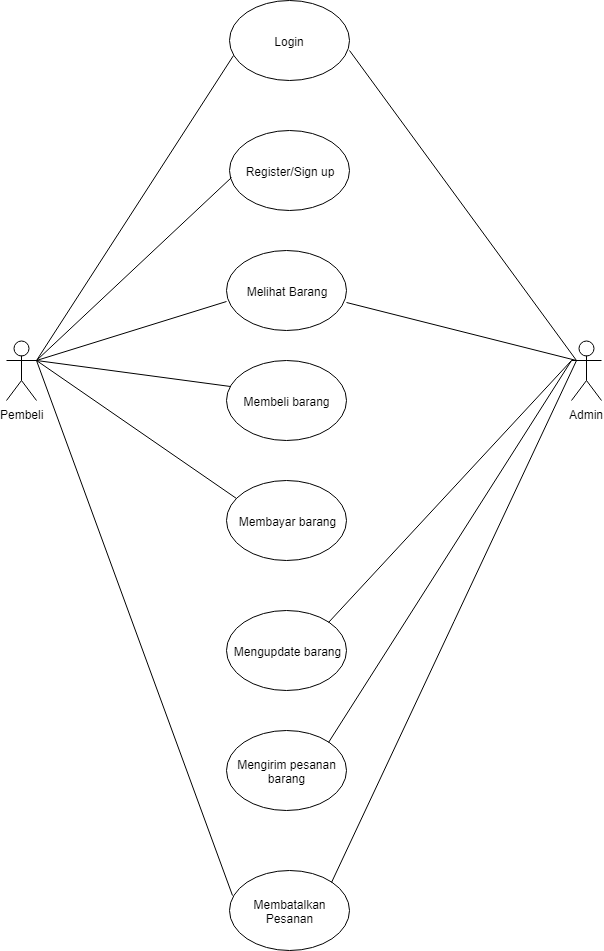 Login
Register/Sign up
Melihat Barang
Membeli barang
Pembeli
Admin
Membayar barang
Mengupdate barang
Mengirim pesanan
barang
Membatalkan
Pesanan